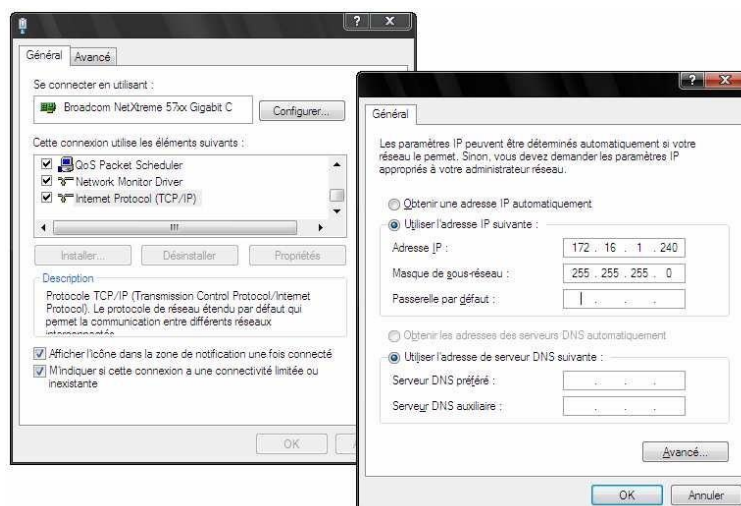 Général
Avancé
Se connecter en utilisant :
Broadcom NetXtreme 57xx Gigabit C
Configurer...
Cette connexion utilise les éléments suivants :
QoS Packet Scheduler
Network Monitor Driver
Internet Protocol (TCP/IP)
Installer...
Désinstaller
Propriétés
Description
Protocole TCP/IP (Transmission Control Protocol/Internet
Protocol). Le protocole de réseau étendu par défaut qui
permet la communication entre différents réseaux
interconnectés
Afficher l'icône dans la zone de notification une fois connecté
M'indiquer si cette connexion a une connectivité limitée ou
inexistante
OK
Général
Les paramètres IP peuvent être déterminés automatiquement si votre
réseau le permet. Sinon, vous devez demander les paramètres IP
appropriés à votre administrateur réseau.
Obtenir une adresse IP automatiquement
Utiliser l'adresse IP suivante :
Adresse IP :
172 . 16 . 1 . 240
Masque de sous-réseau :
255 . 255 . 255 . 0
Passerelle par défaut :
Obtenir les adresses des serveurs DNS automatiquement
Utiliser l'adresse de serveur DNS suivante :
Serveur DNS préféré :
Serveur DNS auxiliaire :
Avancé...
OK
Annuler